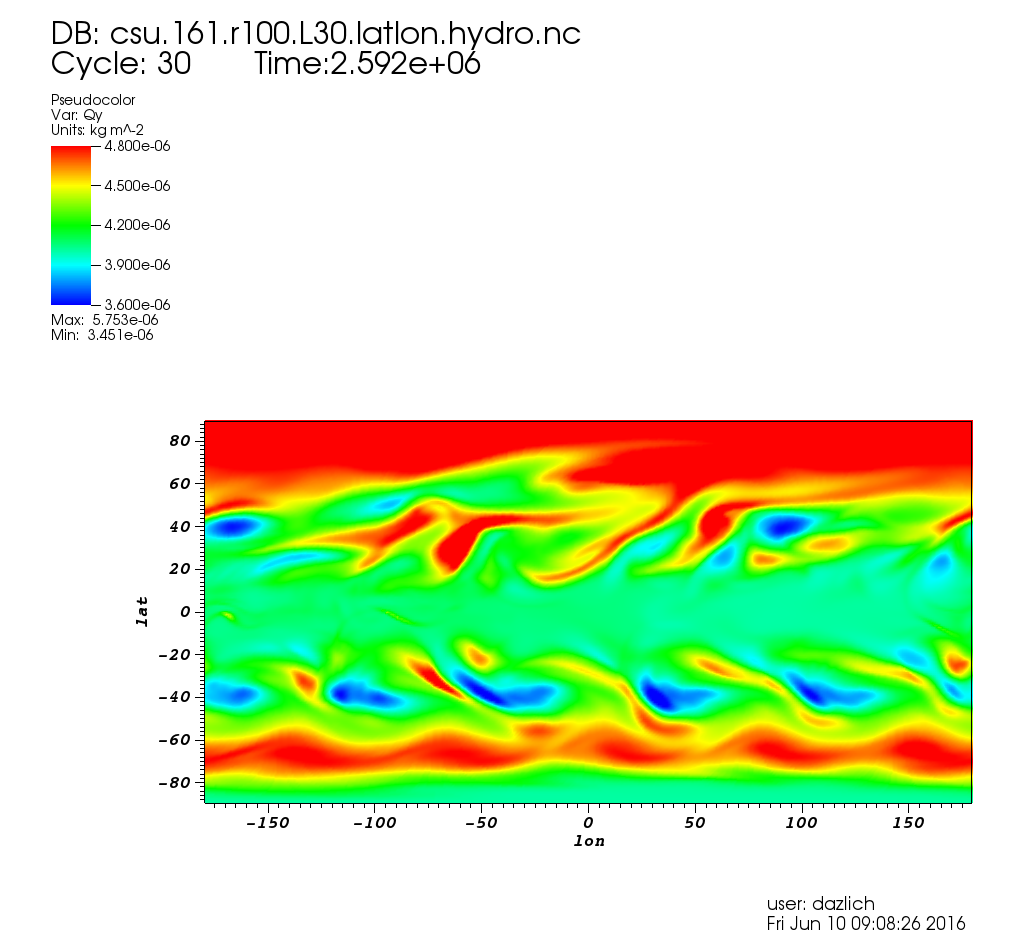 DB: csu.161.r100.L30.latlon.hydro.nc
Cycle: 30 Time:2.592e+06
Pseudocolor
Var: Qy
Units: kg m^-2
4.800e-06
4.500e-06
4.200e-06
3.900e-06
3.600e-06
Max: 5.753e-06
Min: 3.451e-06
80
60
40
20
0
-20
-40
-60
-80
lat
-150 -100 -50 0 50 100 150
lon
user: dazlich
Fri Jun 10 09:08:26 2016